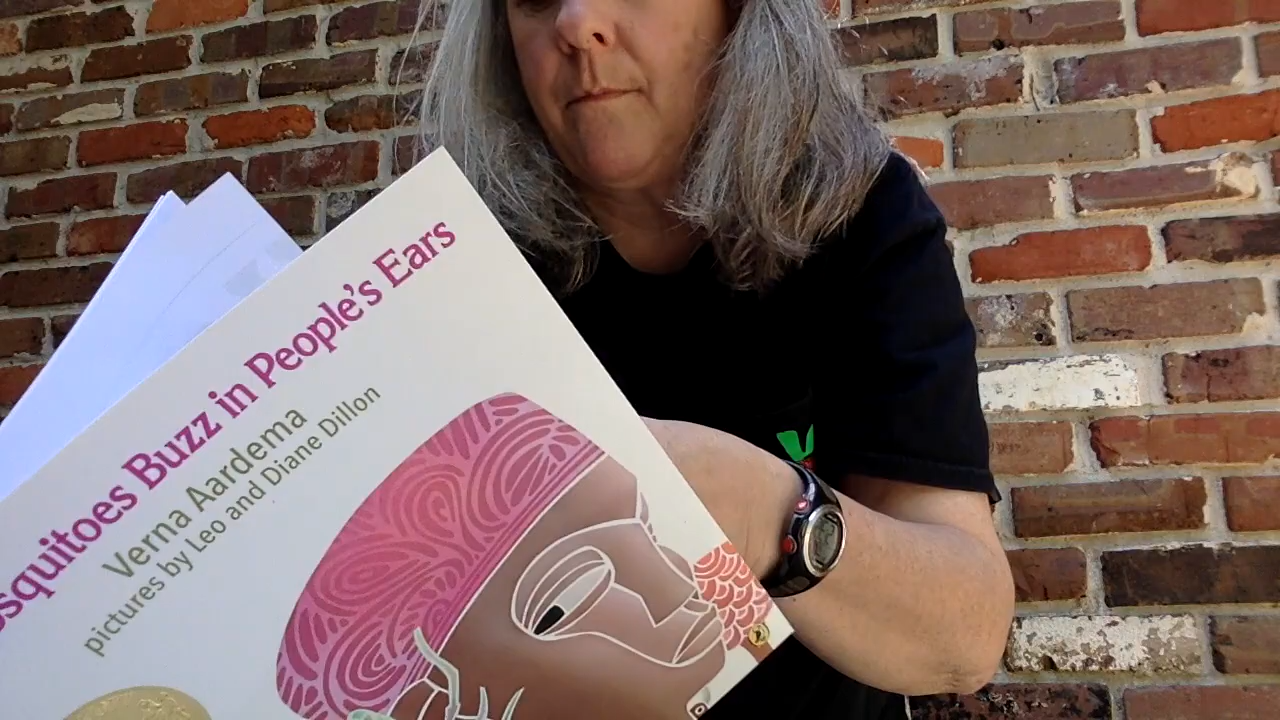 squitoes Buzz in People's Ears
Verna Aardema
pictures by Leo and Diane Dillon